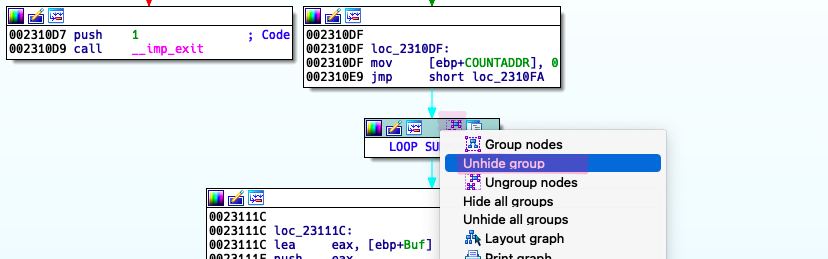 002310D7 push 1 ; Code
002310D9 call __imp_exit
002310DF
002310DF loc_2310DF:
002310DF mov [ebp+COUNTADDR], 0
002310E9 jmp short loc_2310FA
LOOP SU
Group nodes
Unhide group
Ungroup nodes
Hide all groups
Unhide all groups
Layout graph
Print graph
0023111C
0023111C loc_23111C:
0023111C lea eax, [ebp+Buf]
0023111F push eax